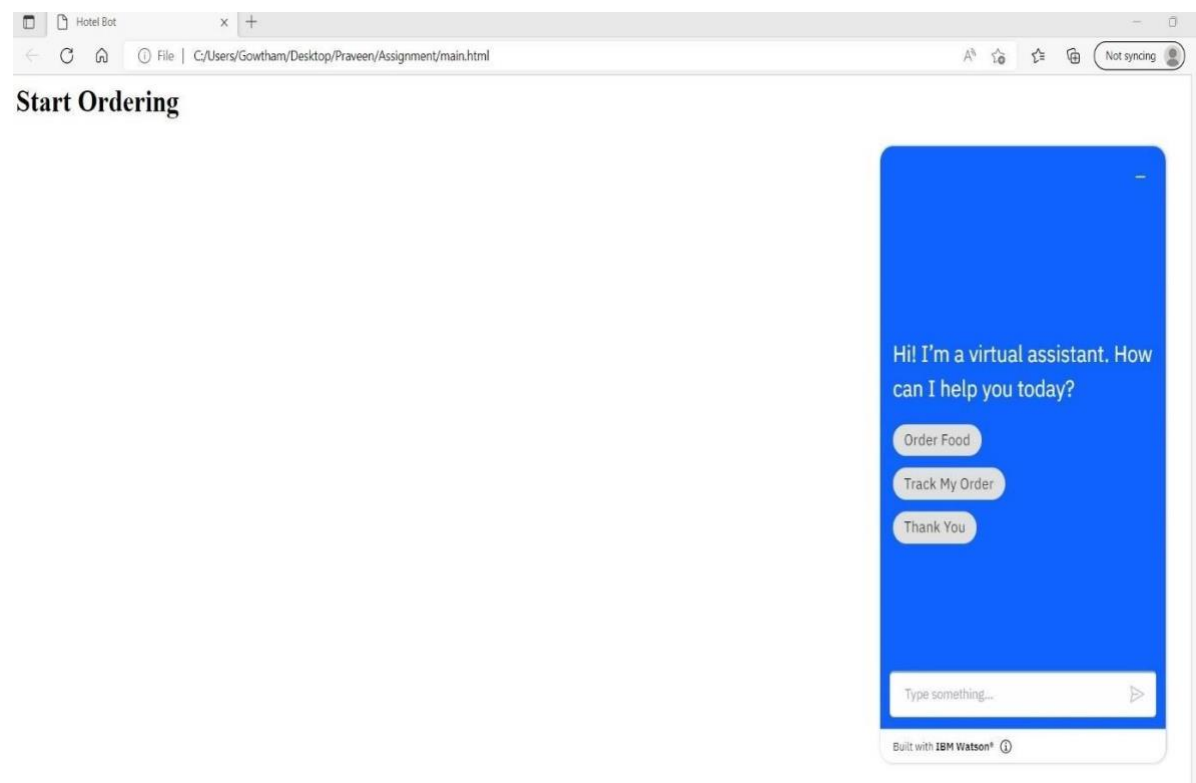 Hotel Bot
File | C:/Users/Gowtham/Desktop/Praveen/Assignment/main.html
Not syncing
Start Ordering
Hi! I'm a virtual assistant. How
can I help you today?
Order Food
Track My Order
Thank You
Type something...
Built with IBM Watson®